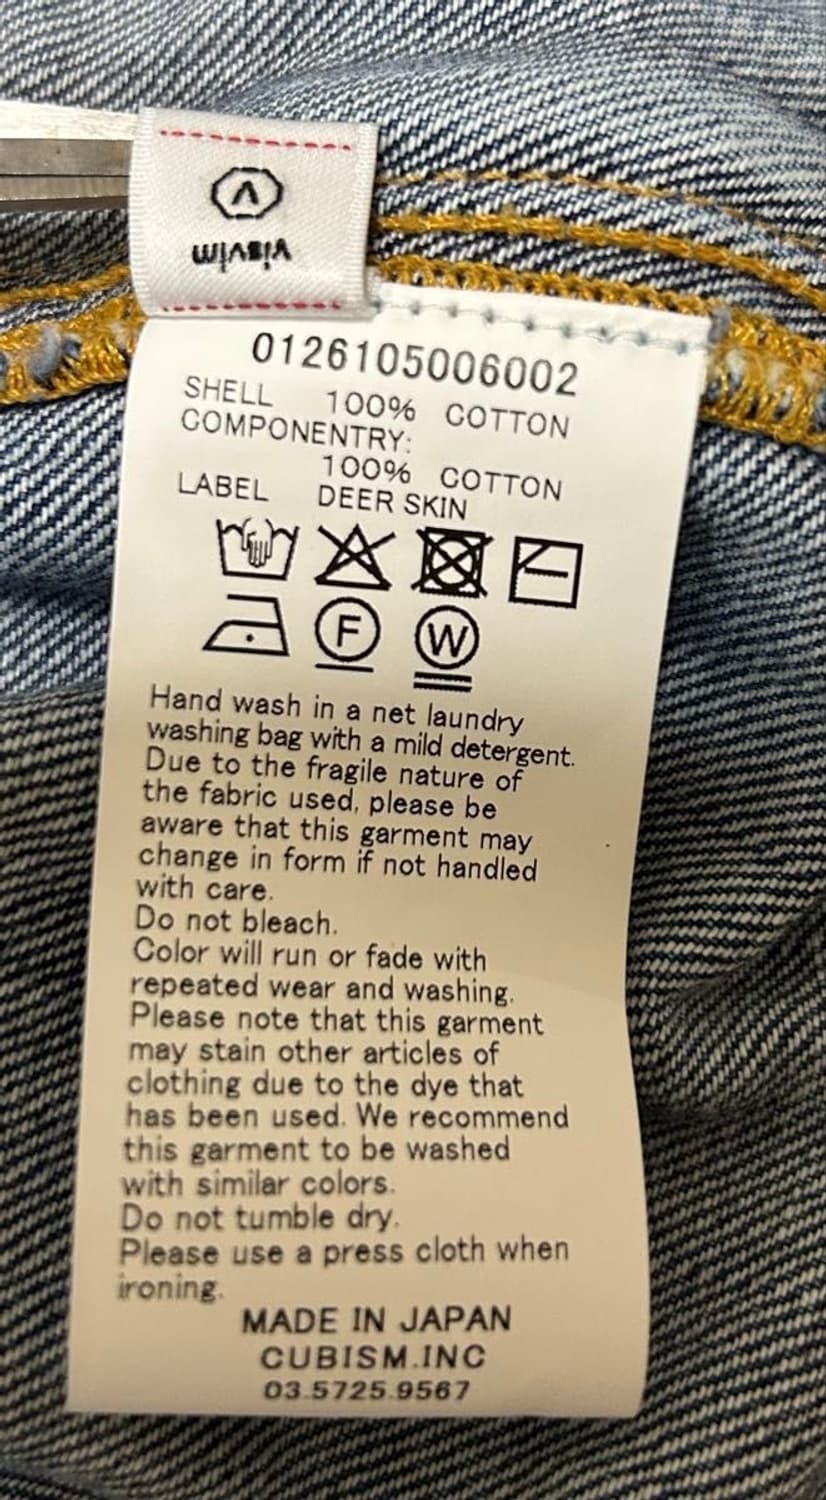 visvim
0126105006002
SHELL 100% COTTON
COMPONENTRY:
100% COTTON
LABEL DEER SKIN
F W
Hand wash in a net laundry
washing bag with a mild detergent.
Due to the fragile nature of
the fabric used, please be
aware that this garment may
change in form if not handled
with care.
Do not bleach.
Color will run or fade with
repeated wear and washing.
Please note that this garment
may stain other articles of
clothing due to the dye that
has been used. We recommend
this garment to be washed
with similar colors.
Do not tumble dry.
Please use a press cloth when
ironing.
MADE IN JAPAN
CUBISM.INC
03.5725.9567